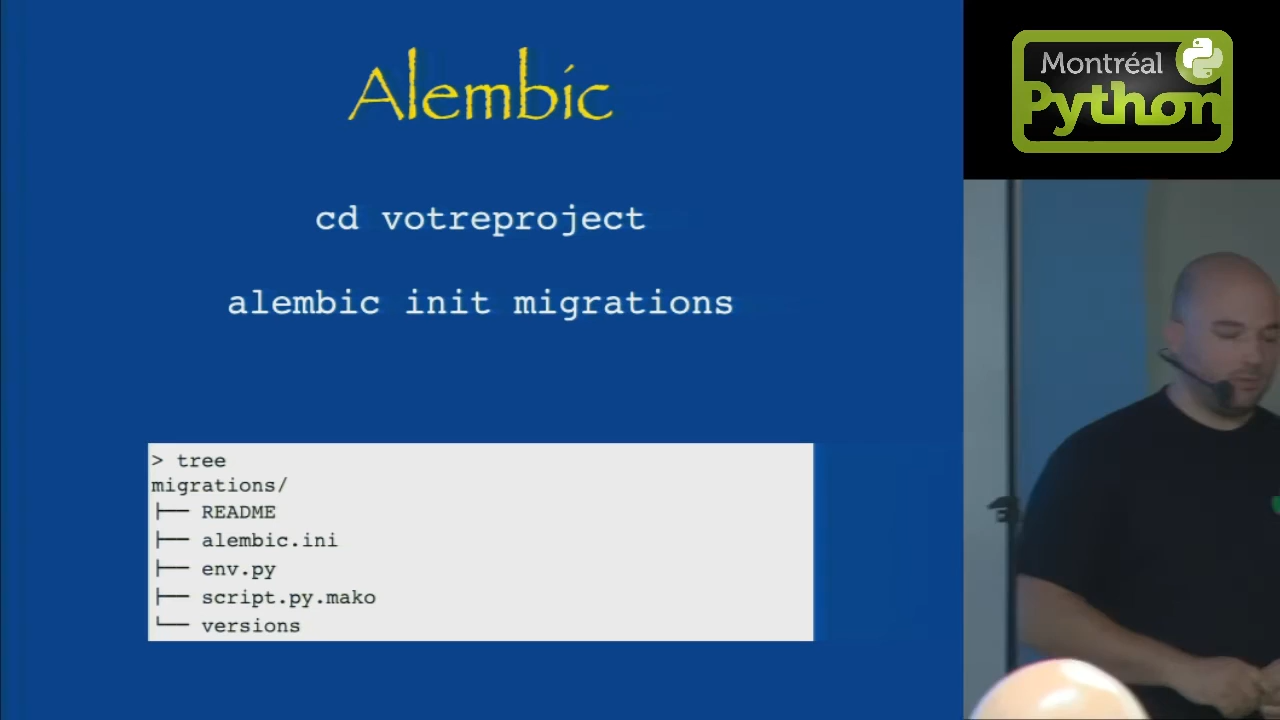 Alembic
cd votreproject
alembic init migrations
> tree
migrations/
├── README
├── alembic.ini
├── env.py
├── script.py.mako
└── versions
Montréal
Python